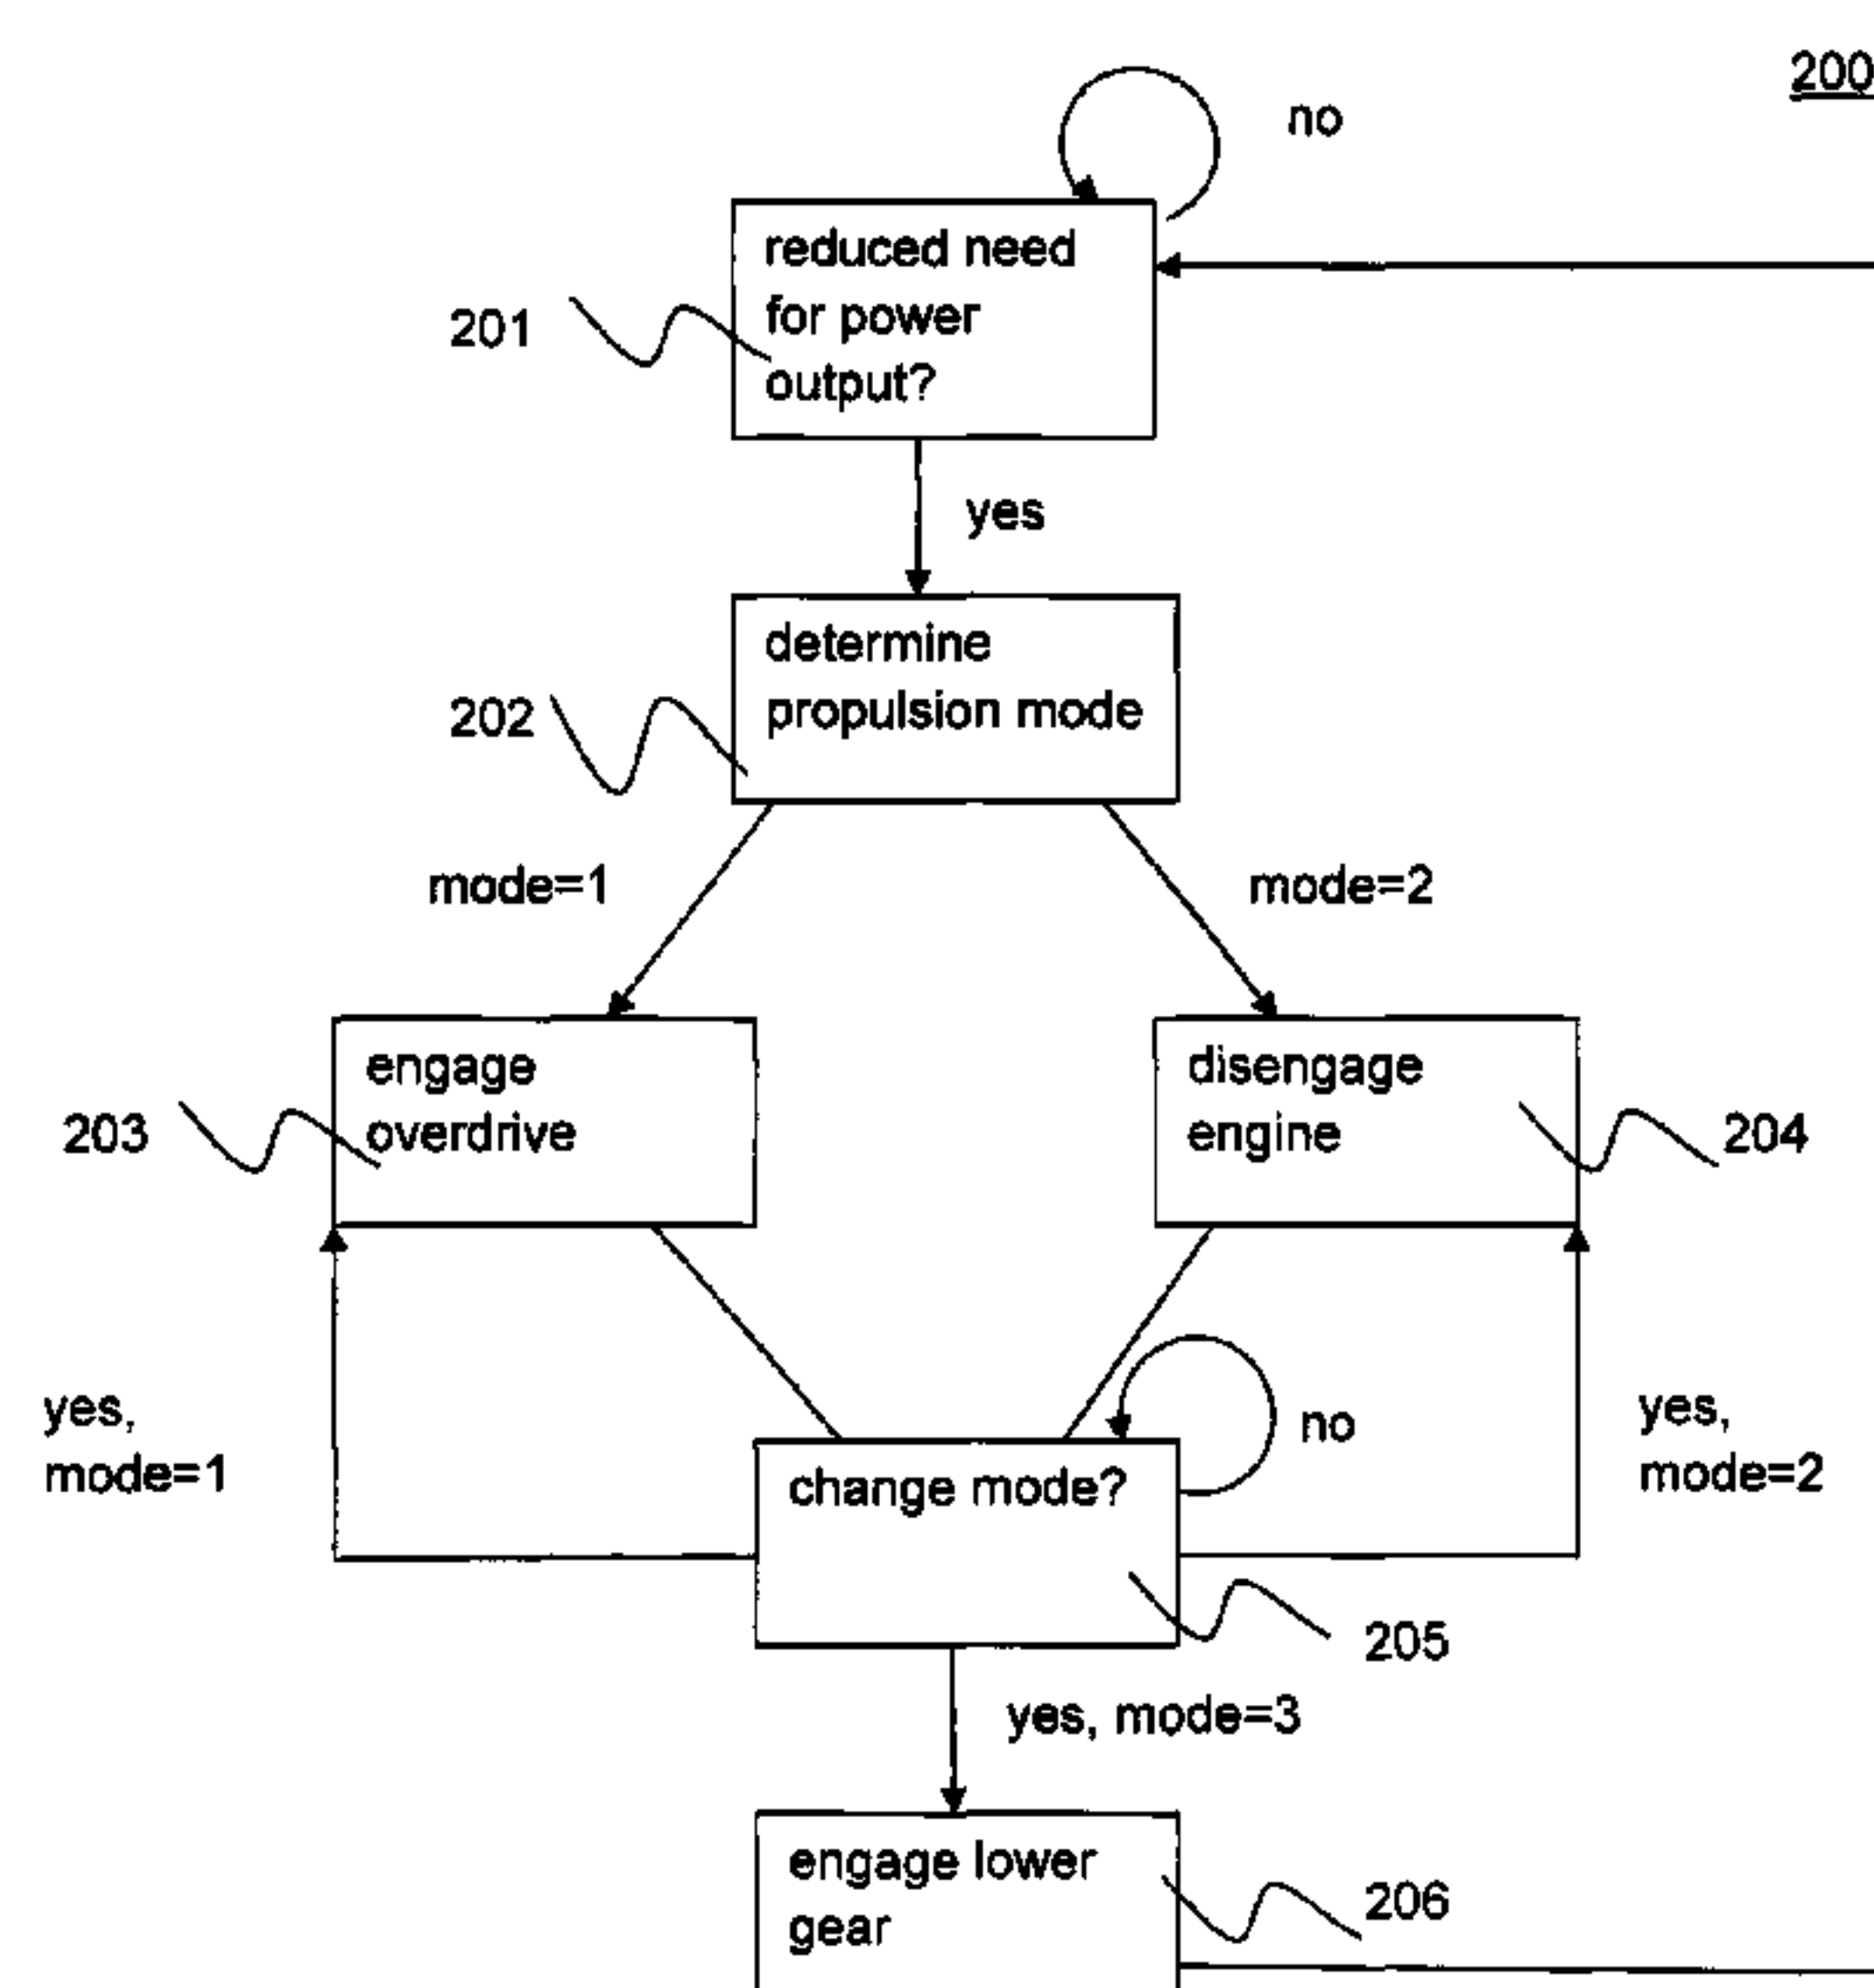 200
no
reduced need
for power
output?
201
yes
determine
propulsion mode
202
mode=1
mode=2
engage
overdrive
203
disengage
engine
204
yes,
mode=1
no
yes,
mode=2
change mode?
205
yes, mode=3
engage lower
gear
206